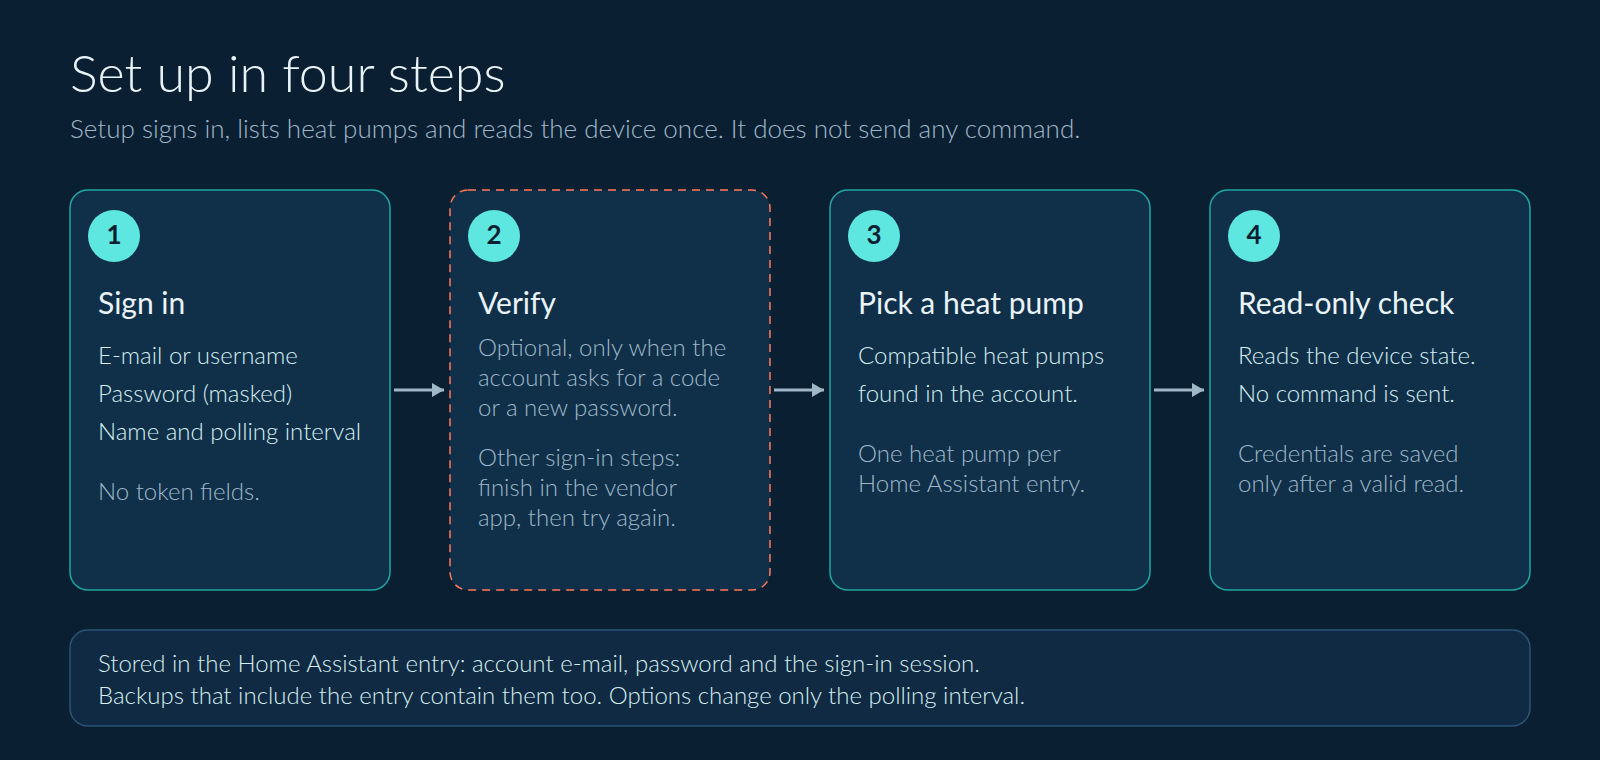 Set up in four steps
Setup signs in, lists heat pumps and reads the device once. It does not send any command.
1
Sign in
E-mail or username
Password (masked)
Name and polling interval
No token fields.
2
Verify
Optional, only when the
account asks for a code
or a new password.
Other sign-in steps:
finish in the vendor
app, then try again.
3
Pick a heat pump
Compatible heat pumps
found in the account.
One heat pump per
Home Assistant entry.
4
Read-only check
Reads the device state.
No command is sent.
Credentials are saved
only after a valid read.
Stored in the Home Assistant entry: account e-mail, password and the sign-in session.
Backups that include the entry contain them too. Options change only the polling interval.